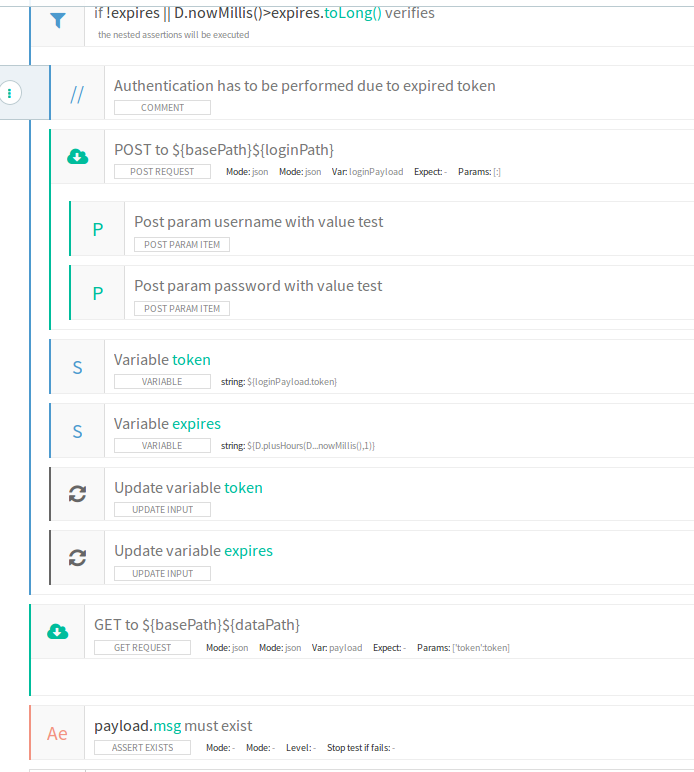 if !expires || D.nowMillis()>expires.toLong() verifies
the nested assertions will be executed
// Authentication has to be performed due to expired token
COMMENT
POST to ${basePath}${loginPath}
POST REQUEST Mode: json Mode: json Var: loginPayload Expect: - Params: [:]
P Post param username with value test
POST PARAM ITEM
P Post param password with value test
POST PARAM ITEM
S Variable token
VARIABLE string: ${loginPayload.token}
S Variable expires
VARIABLE string: ${D.plusHours(D...nowMillis(),1)}
Update variable token
UPDATE INPUT
Update variable expires
UPDATE INPUT
GET to ${basePath}${dataPath}
GET REQUEST Mode: json Mode: json Var: payload Expect: - Params: ['token':token]
Ae payload.msg must exist
ASSERT EXISTS Mode: - Mode: - Level: - Stop test if fails: -